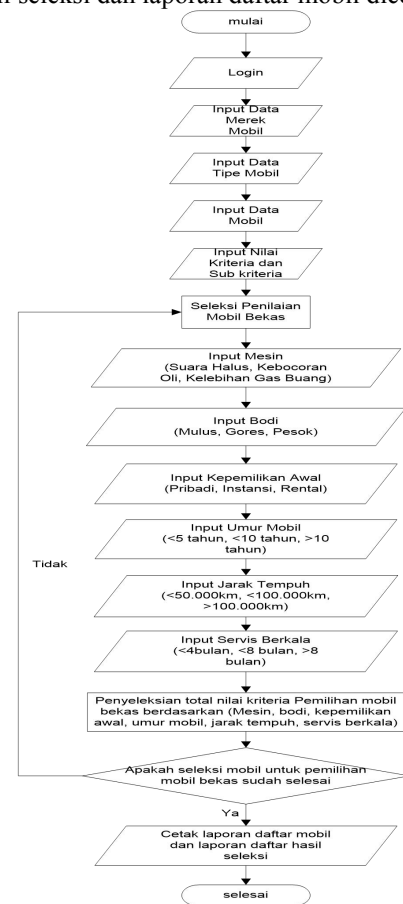 seleksi dan laporan daftar mobil
mulai
Login
Input Data
Merek
Mobil
Input Data
Tipe Mobil
Input Data
Mobil
Input Nilai
Kriteria dan
Sub kriteria
Seleksi Penilaian
Mobil Bekas
Input Mesin
(Suara Halus, Kebocoran
Oli, Kelebihan Gas Buang)
Input Bodi
(Mulus, Gores, Pesok)
Input Kepemilikan Awal
(Pribadi, Instansi, Rental)
Input Umur Mobil
(<5 tahun, <10 tahun, >10
tahun)
Tidak
Input Jarak Tempuh
(<50.000km, <100.000km,
>100.000km)
Input Servis Berkala
(<4bulan, <8 bulan, >8
bulan)
Penyeleksian total nilai kriteria Pemilihan mobil
bekas berdasarkan (Mesin, bodi, kepemilikan
awal, umur mobil, jarak tempuh, servis berkala)
Apakah seleksi mobil untuk pemilihan
mobil bekas sudah selesai
Ya
Cetak laporan daftar mobil
dan laporan daftar hasil
seleksi
selesai